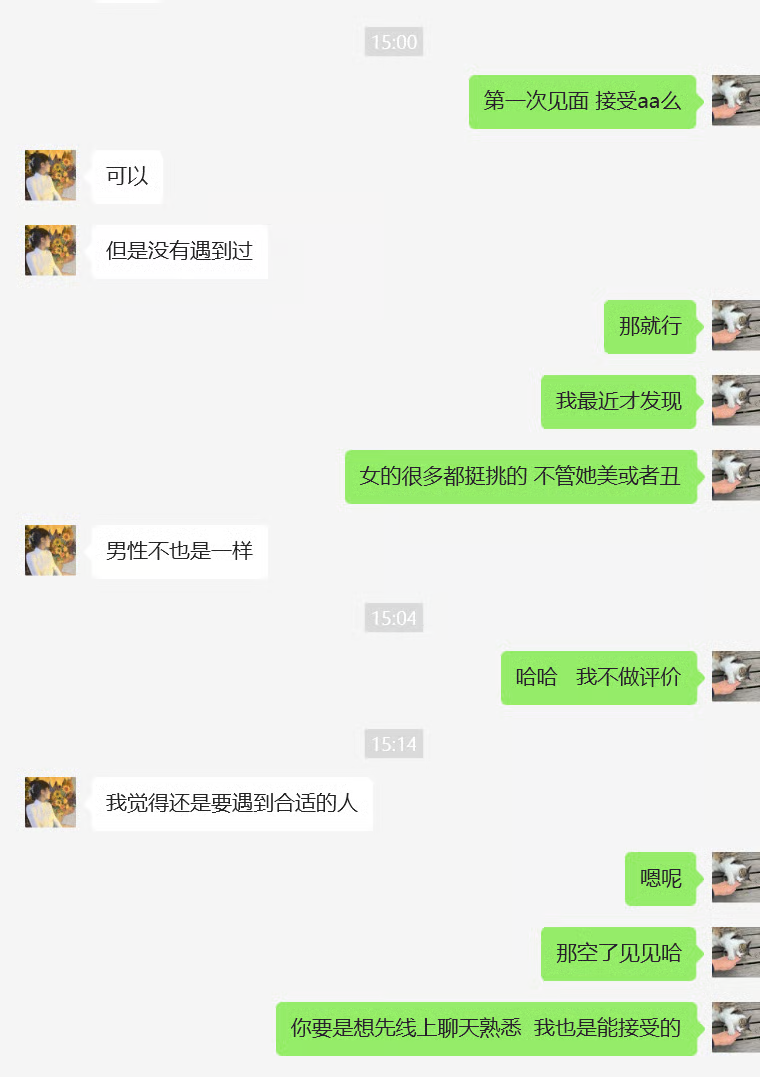 15:00
第一次见面 接受aa么
可以
但是没有遇到过
那就行
我最近才发现
女的很多都挺挑的 不管她美或者丑
男性不也是一样
15:04
哈哈   我不做评价
15:14
我觉得还是要遇到合适的人
嗯呢
那空了见见哈
你要是想先线上聊天熟悉  我也是能接受的